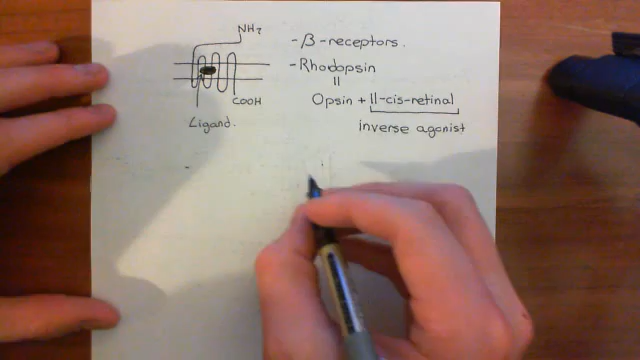 NH2
COOH
Ligand.
- β-receptors.
- Rhodopsin
=
Opsin + 11-cis-retinal
inverse agonist